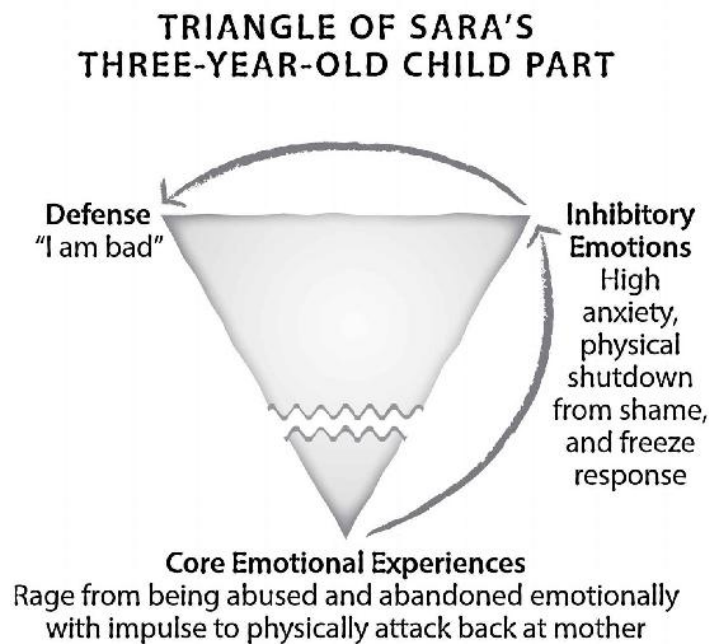 TRIANGLE OF SARA'S
THREE-YEAR-OLD CHILD PART
Defense
"I am bad"
Inhibitory
Emotions
High
anxiety,
physical
shutdown
from shame,
and freeze
response
Core Emotional Experiences
Rage from being abused and abandoned emotionally
with impulse to physically attack back at mother